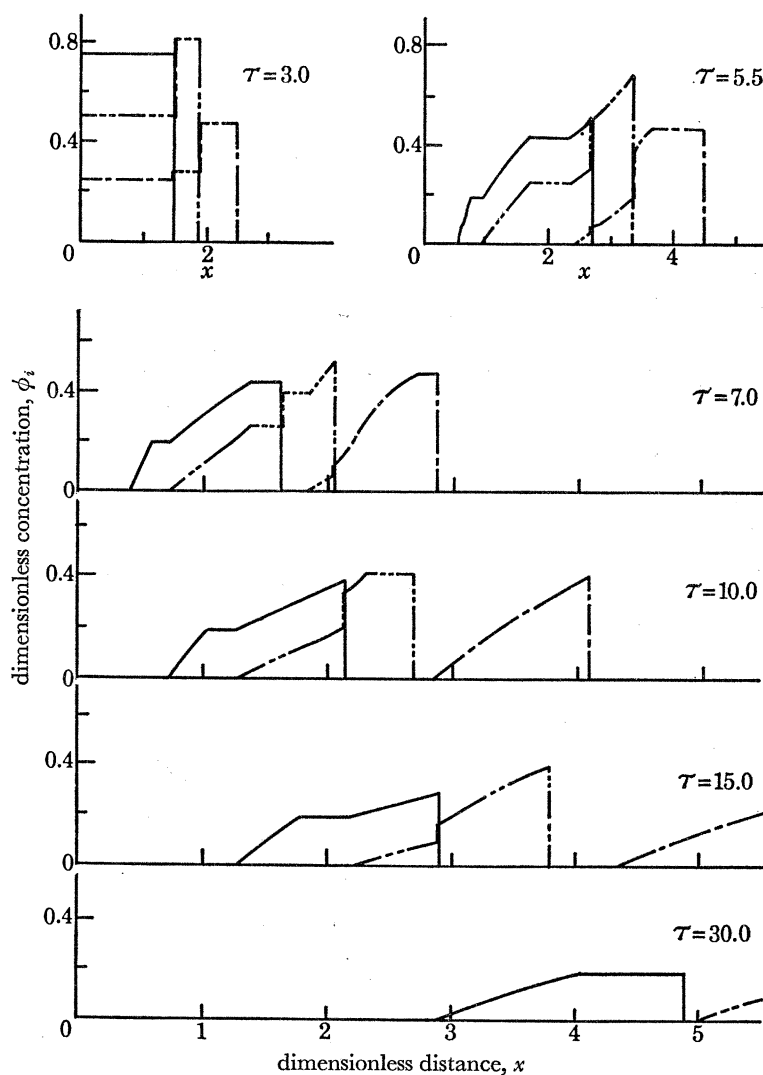 0.8
0.4
0
2
x
τ=3.0
0.8
0.4
0
2
4
x
τ=5.5
dimensionless concentration, ϕi
0.4
0
τ=7.0
0.4
0
τ=10.0
0.4
0
τ=15.0
0.4
0
1
2
3
4
5
τ=30.0
dimensionless distance, x